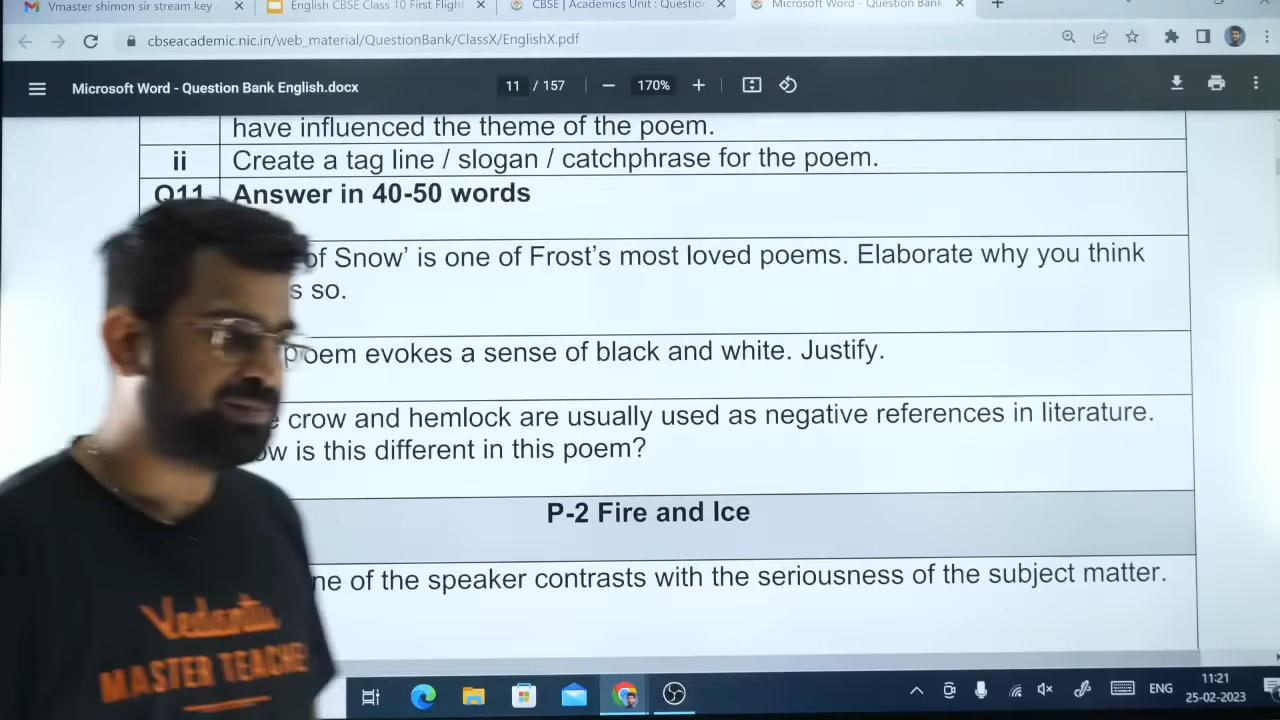 Vmaster shimon sir stream key -
English CBSE Class 10 First Flight
CBSE | Academics Unit : Question
Microsoft Word - Question Bank
cbseacademic.nic.in/web_material/QuestionBank/ClassX/EnglishX.pdf
Microsoft Word - Question Bank English.docx
11 / 157
170%
have influenced the theme of the poem.
ii Create a tag line / slogan / catchphrase for the poem.
Q11 Answer in 40-50 words
of Snow' is one of Frost's most loved poems. Elaborate why you think
s so.
poem evokes a sense of black and white. Justify.
crow and hemlock are usually used as negative references in literature.
is this different in this poem?
P-2 Fire and Ice
of the speaker contrasts with the seriousness of the subject matter.
Vedantu
MASTER TEACHE
ENG
11:21
25-02-2023